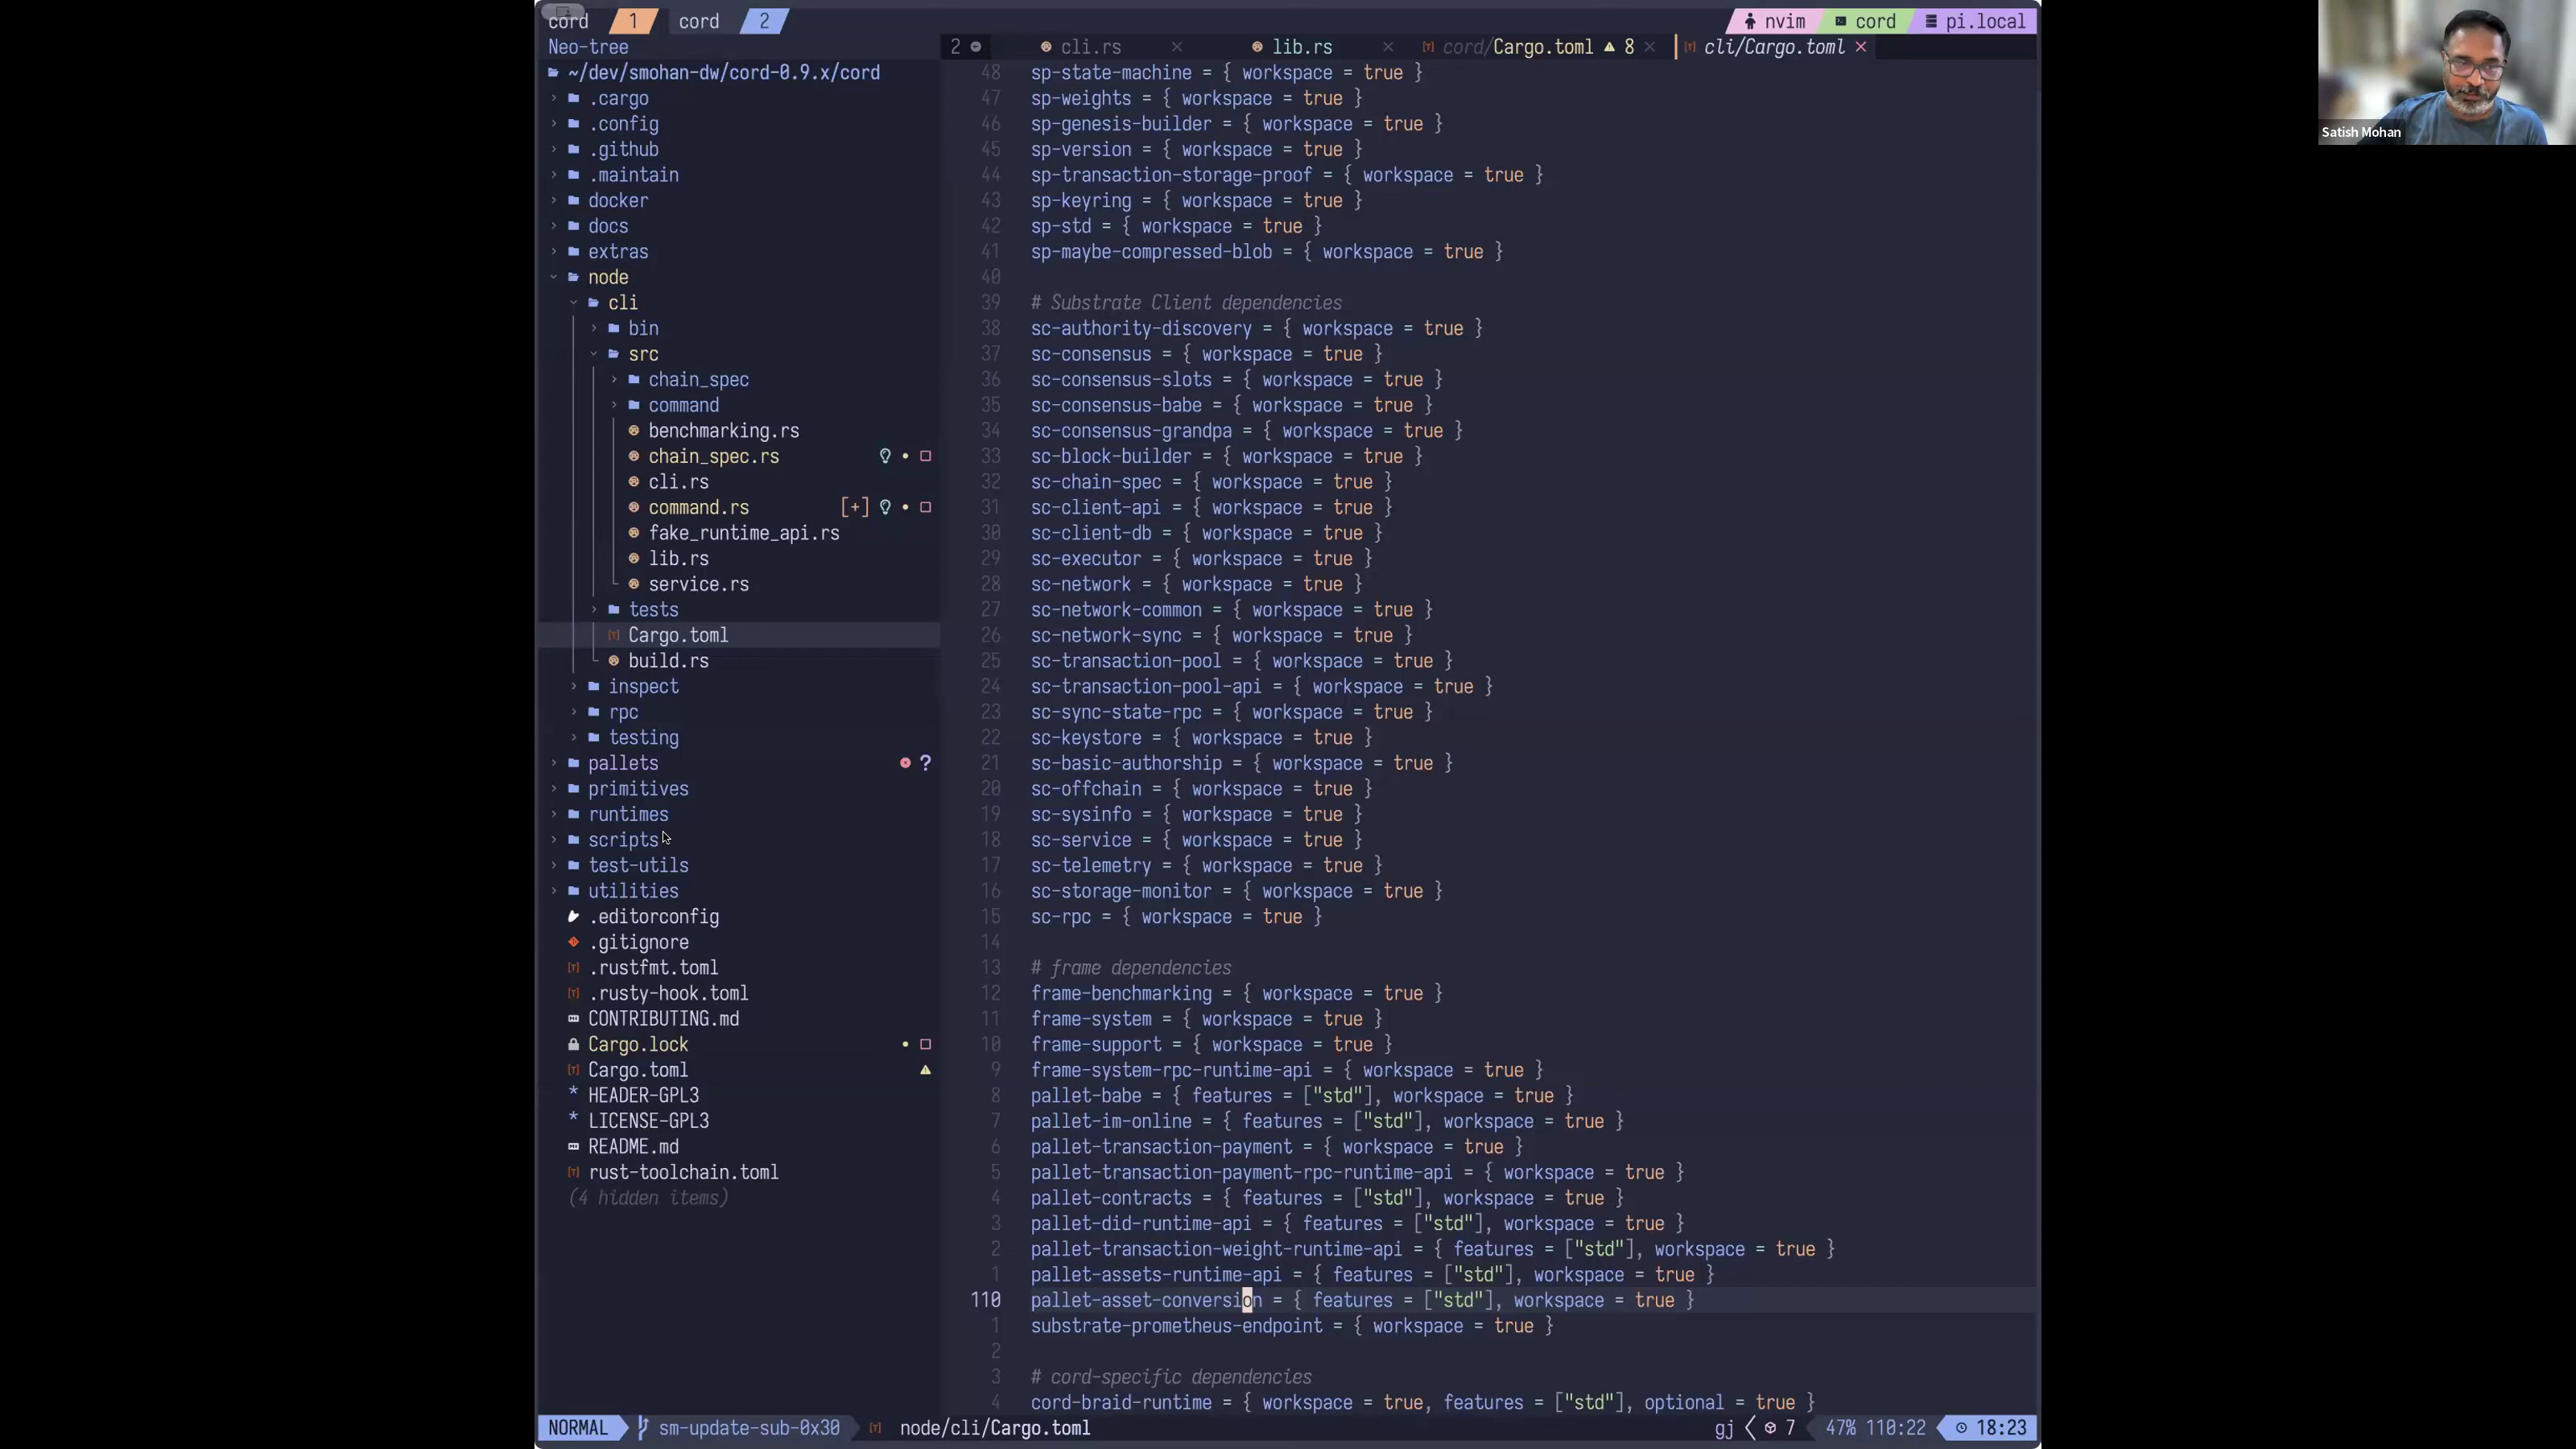 cord 1 cord 2 nvim cord pi.local
Neo-tree
2 cli.rs × lib.rs × cord/Cargo.toml 8 × cli/Cargo.toml ×
~/dev/smohan-dw/cord-0.9.x/cord
.cargo
.config
.github
.maintain
docker
docs
extras
node
cli
bin
src
chain_spec
command
benchmarking.rs
chain_spec.rs
cli.rs
command.rs [+]
fake_runtime_api.rs
lib.rs
service.rs
tests
Cargo.toml
build.rs
inspect
rpc
testing
pallets ?
primitives
runtimes
scripts
test-utils
utilities
.editorconfig
.gitignore
.rustfmt.toml
.rusty-hook.toml
CONTRIBUTING.md
Cargo.lock
Cargo.toml
HEADER-GPL3
LICENSE-GPL3
README.md
rust-toolchain.toml
(4 hidden items)
48 sp-state-machine = { workspace = true }
47 sp-weights = { workspace = true }
46 sp-genesis-builder = { workspace = true }
45 sp-version = { workspace = true }
44 sp-transaction-storage-proof = { workspace = true }
43 sp-keyring = { workspace = true }
42 sp-std = { workspace = true }
41 sp-maybe-compressed-blob = { workspace = true }
40
39 # Substrate Client dependencies
38 sc-authority-discovery = { workspace = true }
37 sc-consensus = { workspace = true }
36 sc-consensus-slots = { workspace = true }
35 sc-consensus-babe = { workspace = true }
34 sc-consensus-grandpa = { workspace = true }
33 sc-block-builder = { workspace = true }
32 sc-chain-spec = { workspace = true }
31 sc-client-api = { workspace = true }
30 sc-client-db = { workspace = true }
29 sc-executor = { workspace = true }
28 sc-network = { workspace = true }
27 sc-network-common = { workspace = true }
26 sc-network-sync = { workspace = true }
25 sc-transaction-pool = { workspace = true }
24 sc-transaction-pool-api = { workspace = true }
23 sc-sync-state-rpc = { workspace = true }
22 sc-keystore = { workspace = true }
21 sc-basic-authorship = { workspace = true }
20 sc-offchain = { workspace = true }
19 sc-sysinfo = { workspace = true }
18 sc-service = { workspace = true }
17 sc-telemetry = { workspace = true }
16 sc-storage-monitor = { workspace = true }
15 sc-rpc = { workspace = true }
14
13 # frame dependencies
12 frame-benchmarking = { workspace = true }
11 frame-system = { workspace = true }
10 frame-support = { workspace = true }
9 frame-system-rpc-runtime-api = { workspace = true }
8 pallet-babe = { features = ["std"], workspace = true }
7 pallet-im-online = { features = ["std"], workspace = true }
6 pallet-transaction-payment = { workspace = true }
5 pallet-transaction-payment-rpc-runtime-api = { workspace = true }
4 pallet-contracts = { features = ["std"], workspace = true }
3 pallet-did-runtime-api = { features = ["std"], workspace = true }
2 pallet-transaction-weight-runtime-api = { features = ["std"], workspace = true }
1 pallet-assets-runtime-api = { features = ["std"], workspace = true }
110 pallet-asset-conversion = { features = ["std"], workspace = true }
1 substrate-prometheus-endpoint = { workspace = true }
2
3 # cord-specific dependencies
4 cord-braid-runtime = { workspace = true, features = ["std"], optional = true }
NORMAL sm-update-sub-0x30 node/cli/Cargo.toml gj 7 47% 110:22 18:23
Satish Mohan